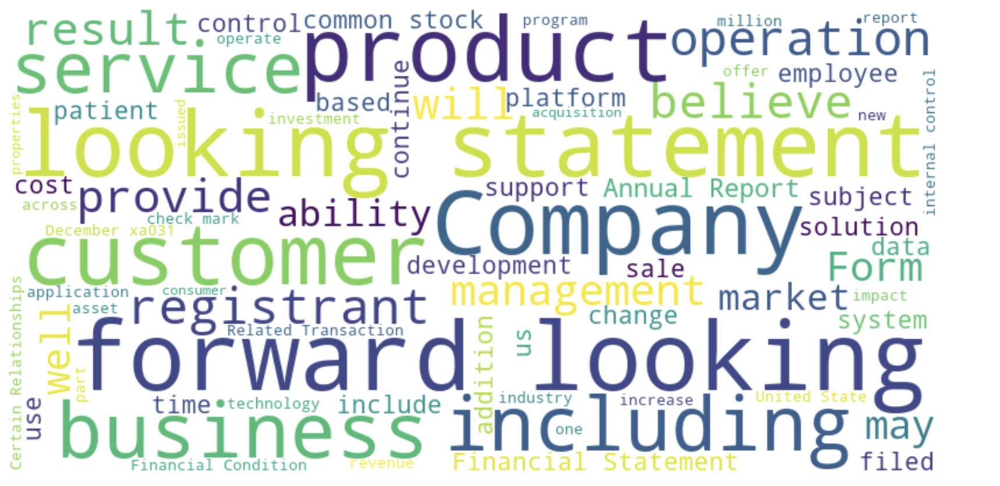 result
control
common stock
program
million
report
operate
product
operation
service
offer
employee
continue
based
will
platform
believe
internal control
patient
issued
investment
acquisition
new
properties
looking statement
cost
provide
support
Annual Report
subject
across
check mark
ability
Company
solution
December xa031
customer
data
development
sale
Form
application
consumer
management
market
impact
Certain Relationships
well
asset
registrant
change
system
Related Transaction
forward looking
us
addition
part
use
time
technology
include
industry
increase
United State
business
including
one
may
Financial Condition
revenue
Financial Statement
filed